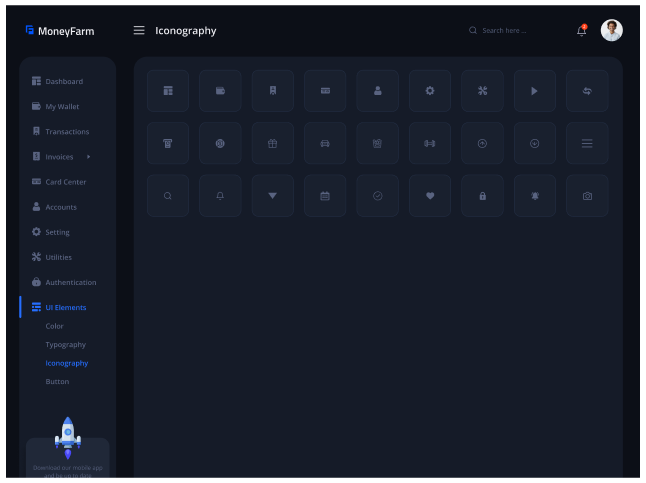 MoneyFarm
Iconography
Search here ...
Dashboard
My Wallet
Transactions
Invoices
Card Center
Accounts
Setting
Utilities
Authentication
UI Elements
Color
Typography
Iconography
Button
Download our mobile app
and be up to date